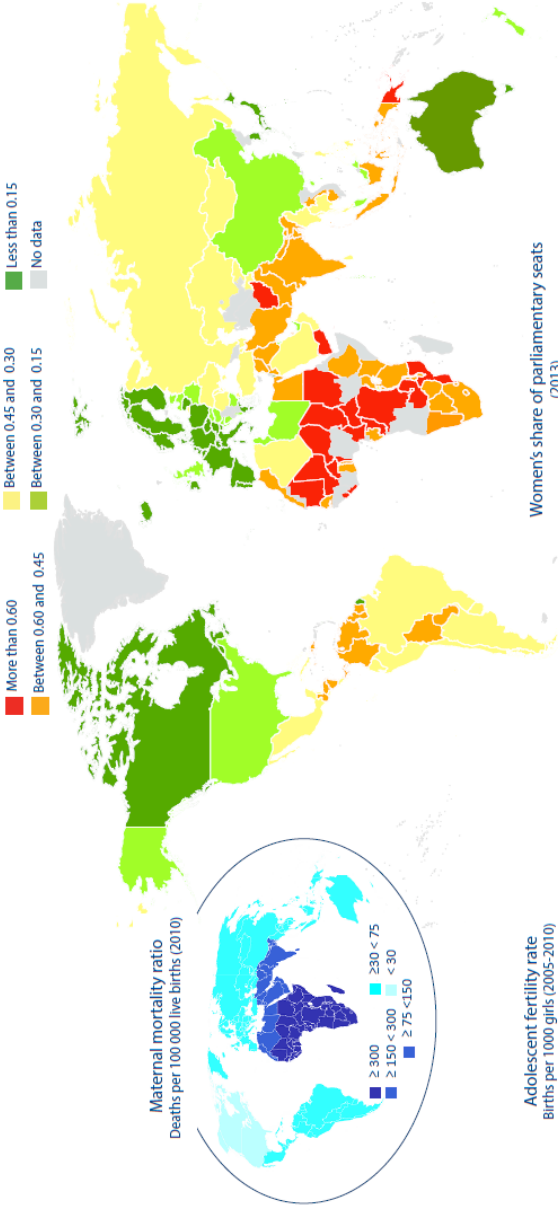 More than 0.60
Between 0.60 and 0.45
Between 0.45 and 0.30
Between 0.30 and 0.15
Less than 0.15
No data
Maternal mortality ratio
Deaths per 100 000 live births (2010)
≥ 300
≥ 150 < 300
≥ 75 <150
≥30 < 75
< 30
Adolescent fertility rate
Births per 1000 girls (2005-2010)
Women's share of parliamentary seats
(2013)